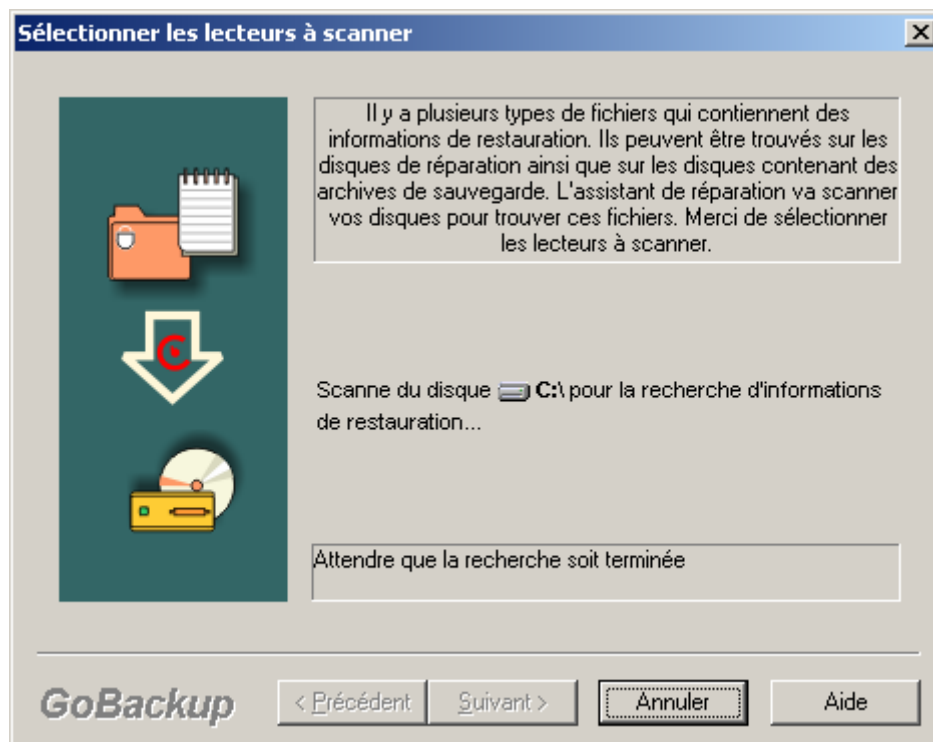 Sélectionner les lecteurs à scanner
Il y a plusieurs types de fichiers qui contiennent des
informations de restauration. Ils peuvent être trouvés sur les
disques de réparation ainsi que sur les disques contenant des
archives de sauvegarde. L'assistant de réparation va scanner
vos disques pour trouver ces fichiers. Merci de sélectionner
les lecteurs à scanner.
Scanne du disque C:\ pour la recherche d'informations
de restauration...
Attendre que la recherche soit terminée
GoBackup
< Précédent
Suivant >
Annuler
Aide